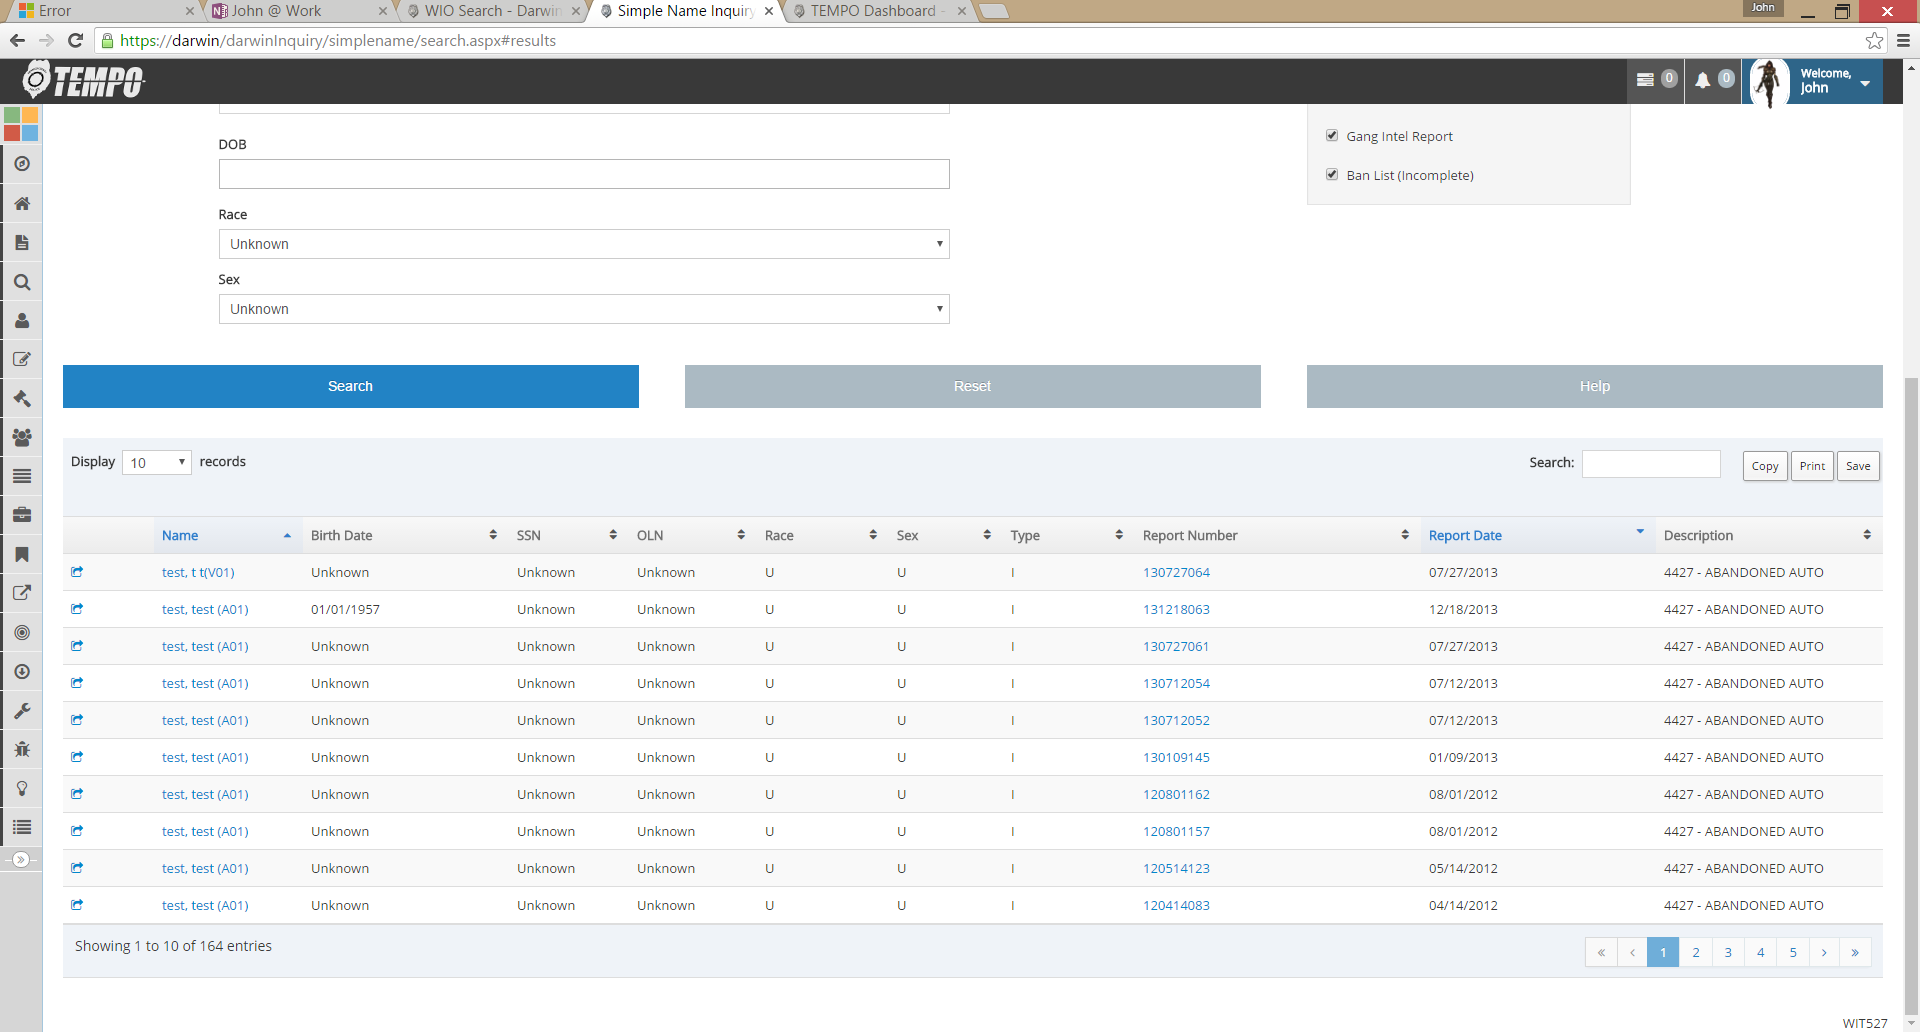 Error
John @ Work
WIO Search - Darwin
Simple Name Inquiry
TEMPO Dashboard -
John
https://darwin/darwinInquiry/simplename/search.aspx#results
TEMPO
0
0
Welcome,
John
DOB
Gang Intel Report
Ban List (Incomplete)
Race
Unknown
Sex
Unknown
Search Reset Help
Display 10 records
Search: Copy Print Save
Name Birth Date SSN OLN Race Sex Type Report Number Report Date Description
test, t t(V01) Unknown Unknown Unknown U U I 130727064 07/27/2013 4427 - ABANDONED AUTO
test, test (A01) 01/01/1957 Unknown Unknown U U I 131218063 12/18/2013 4427 - ABANDONED AUTO
test, test (A01) Unknown Unknown Unknown U U I 130727061 07/27/2013 4427 - ABANDONED AUTO
test, test (A01) Unknown Unknown Unknown U U I 130712054 07/12/2013 4427 - ABANDONED AUTO
test, test (A01) Unknown Unknown Unknown U U I 130712052 07/12/2013 4427 - ABANDONED AUTO
test, test (A01) Unknown Unknown Unknown U U I 130109145 01/09/2013 4427 - ABANDONED AUTO
test, test (A01) Unknown Unknown Unknown U U I 120801162 08/01/2012 4427 - ABANDONED AUTO
test, test (A01) Unknown Unknown Unknown U U I 120801157 08/01/2012 4427 - ABANDONED AUTO
test, test (A01) Unknown Unknown Unknown U U I 120514123 05/14/2012 4427 - ABANDONED AUTO
test, test (A01) Unknown Unknown Unknown U U I 120414083 04/14/2012 4427 - ABANDONED AUTO
Showing 1 to 10 of 164 entries
« ‹ 1 2 3 4 5 › »
WIT527